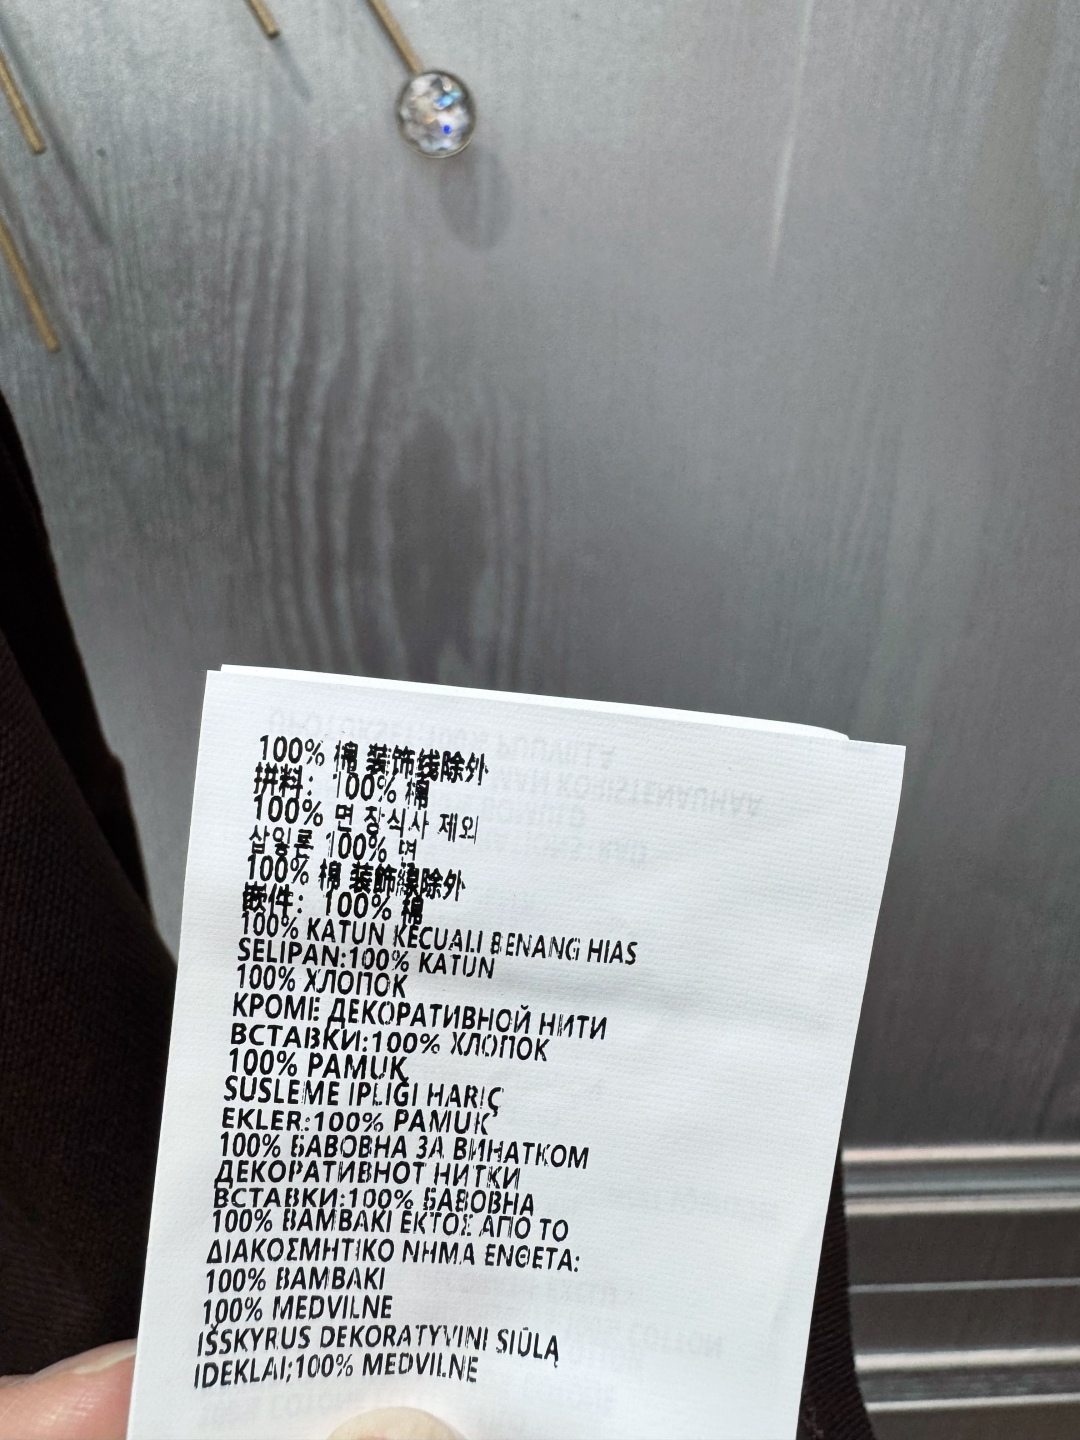 100% 棉 装饰线除外
拼料: 100% 棉
100% 면 장식사 제외
삽입론 100% 면
100% 棉 裝飾線除外
嵌件: 100% 棉
100% KATUN KECUALI BENANG HIAS
SELIPAN:100% KATUN
100% ХЛОПОК
КРОМЕ ДЕКОРАТИВНОЙ НИТИ
ВСТАВКИ:100% ХЛОПОК
100% PAMUK
SUSLEME IPLIĞI HARIÇ
EKLER:100% PAMUK
100% БАВОВНА ЗА ВИНАТКОМ
ДЕКОРАТИВНОТ НИТКИ
ВСТАВКИ:100% БАВОВНА
100% ΒΑΜΒΑΚΙ ΕΚΤΟΣ ΑΠΟ ΤΟ
ΔΙΑΚΟΣΜΗΤΙΚΟ ΝΗΜΑ ΕΝΘΕΤΑ:
100% ΒΑΜΒΑΚΙ
100% MEDVILNE
IŠSKYRUS DEKORATYVINI SIŪLĄ
IDEKLAI;100% MEDVILNE